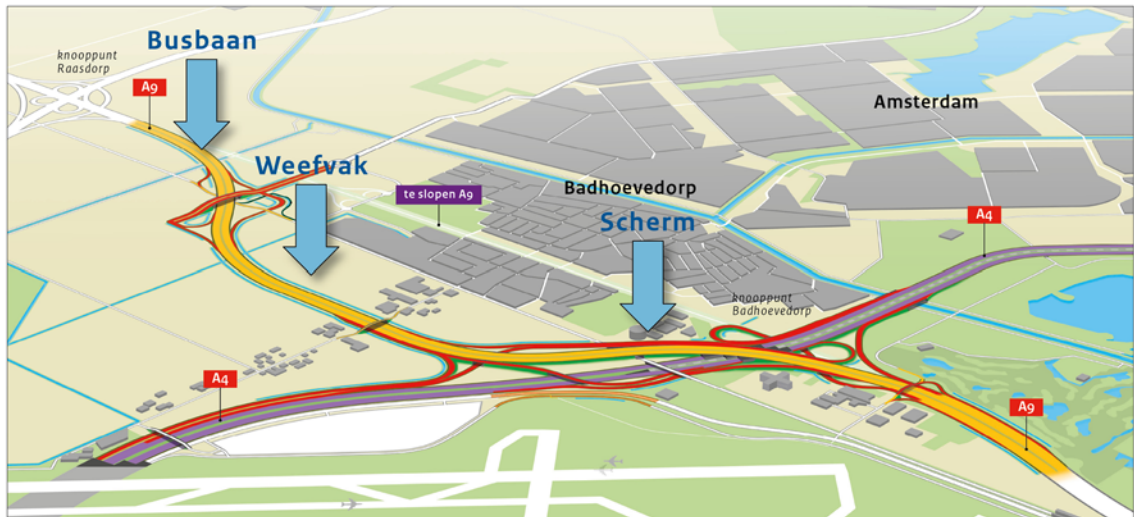 Busbaan
knooppunt
Raasdorp
A9
Amsterdam
Weefvak
te slopen A9
Badhoevedorp
Scherm
A4
knooppunt
Badhoevedorp
A4
A9